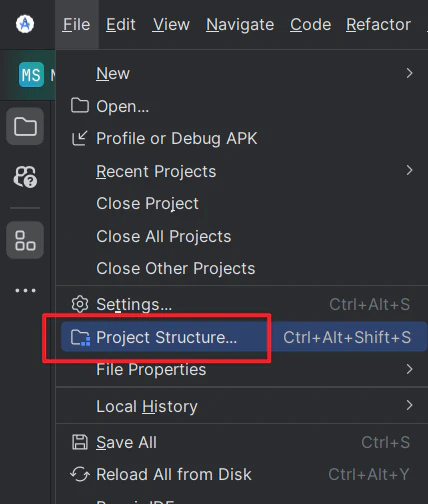 File Edit View Navigate Code Refactor
MS
New
Open...
Profile or Debug APK
Recent Projects
Close Project
Close All Projects
Close Other Projects
Settings... Ctrl+Alt+S
Project Structure... Ctrl+Alt+Shift+S
File Properties
Local History
Save All Ctrl+S
Reload All from Disk Ctrl+Alt+Y